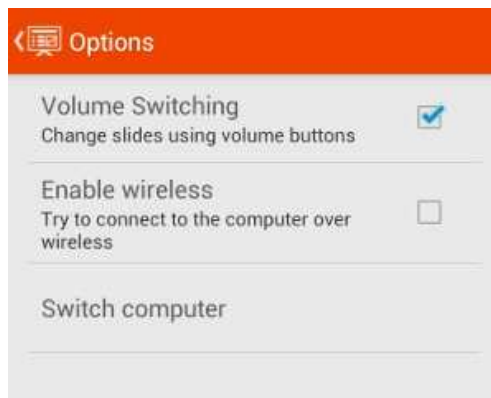 Options
Volume Switching
Change slides using volume buttons
Enable wireless
Try to connect to the computer over
wireless
Switch computer